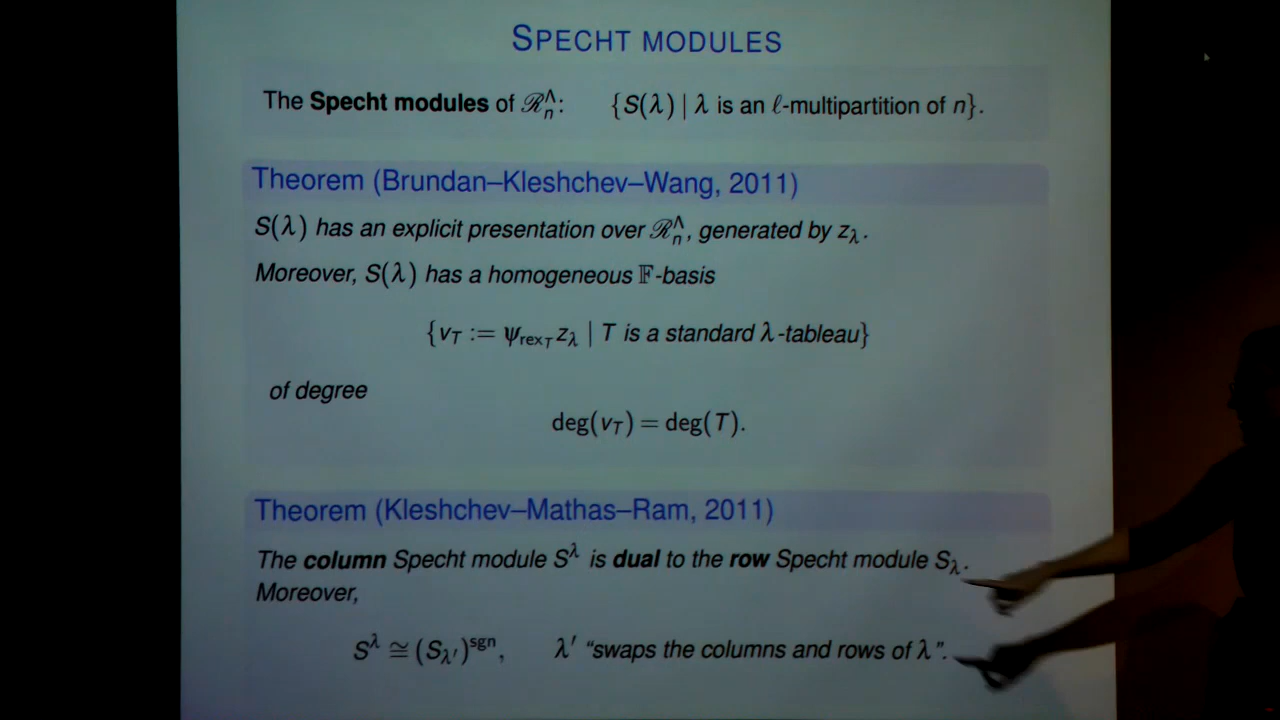 SPECHT MODULES
The Specht modules of ℛₙ^Λ: {S(λ) | λ is an ℓ-multipartition of n}.
Theorem (Brundan–Kleshchev–Wang, 2011)
S(λ) has an explicit presentation over ℛₙ^Λ, generated by z_λ.
Moreover, S(λ) has a homogeneous 𝔽-basis
{v_T := ψ_{rex_T} z_λ | T is a standard λ-tableau}
of degree
deg(v_T) = deg(T).
Theorem (Kleshchev–Mathas–Ram, 2011)
The column Specht module S^λ is dual to the row Specht module S_λ.
Moreover,
S^λ ≅ (S_{λ′})^{sgn}, λ′ “swaps the columns and rows of λ”.